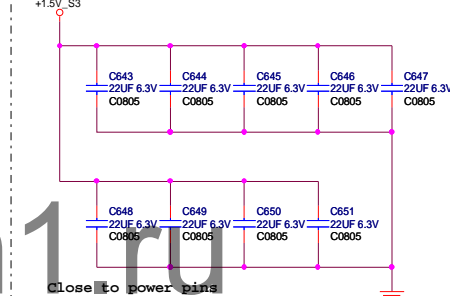 +1.5V_S3
C643 C644 C645 C646 C647
22UF 6.3V 22UF 6.3V 22UF 6.3V 22UF 6.3V 22UF 6.3V
C0805 C0805 C0805 C0805 C0805
C648 C649 C650 C651
22UF 6.3V 22UF 6.3V 22UF 6.3V 22UF 6.3V
C0805 C0805 C0805 C0805
1.ru
Close to power pins